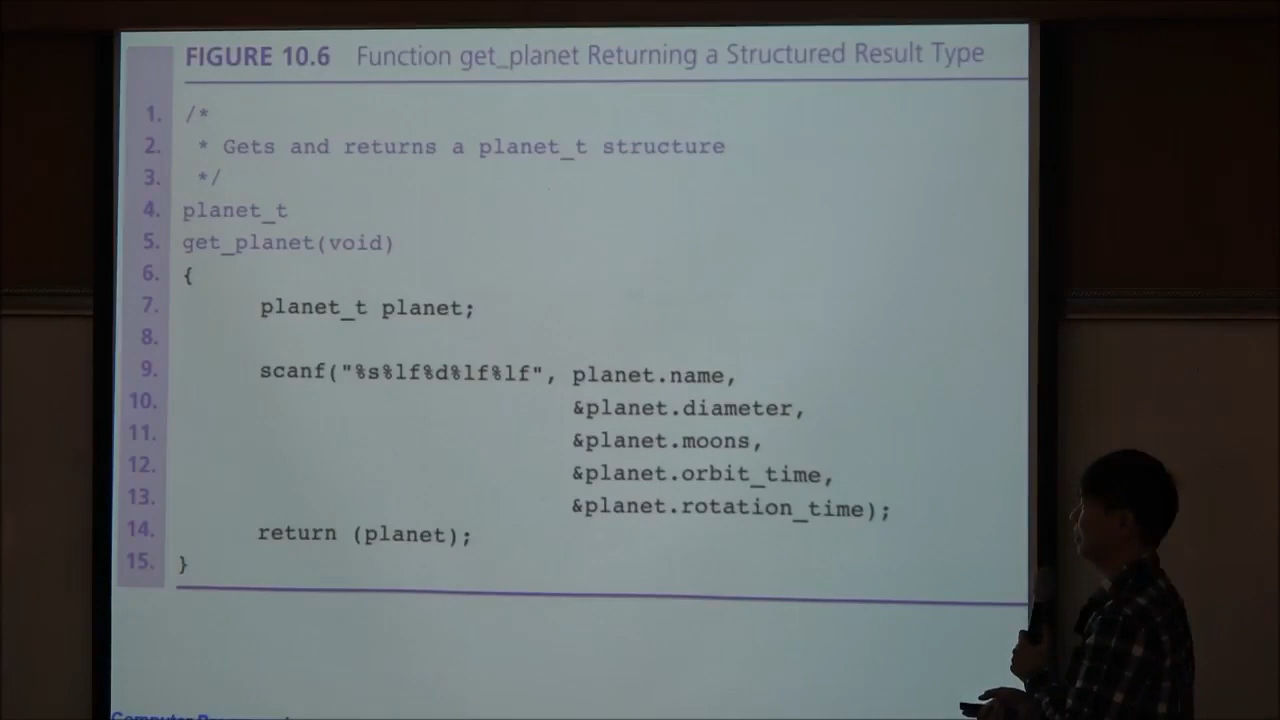 FIGURE 10.6 Function get_planet Returning a Structured Result Type
1. /*
2. * Gets and returns a planet_t structure
3. */
4. planet_t
5. get_planet(void)
6. {
7. planet_t planet;
8.
9. scanf("%s%lf%d%lf%lf", planet.name,
10. &planet.diameter,
11. &planet.moons,
12. &planet.orbit_time,
13. &planet.rotation_time);
14. return (planet);
15. }
Computer